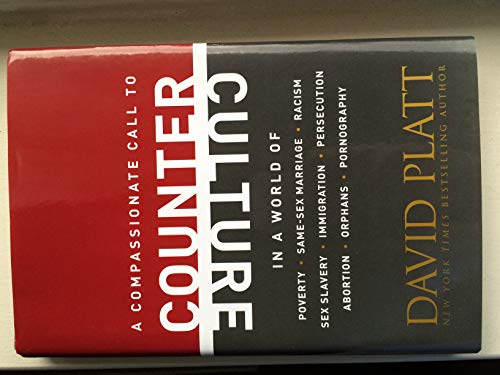 A COMPASSIONATE CALL TO
COUNTER
CULTURE
IN A WORLD OF
POVERTY • SAME-SEX MARRIAGE • RACISM
SEX SLAVERY • IMMIGRATION • PERSECUTION
ABORTION • ORPHANS • PORNOGRAPHY
DAVID PLATT
NEW YORK TIMES BESTSELLING AUTHOR